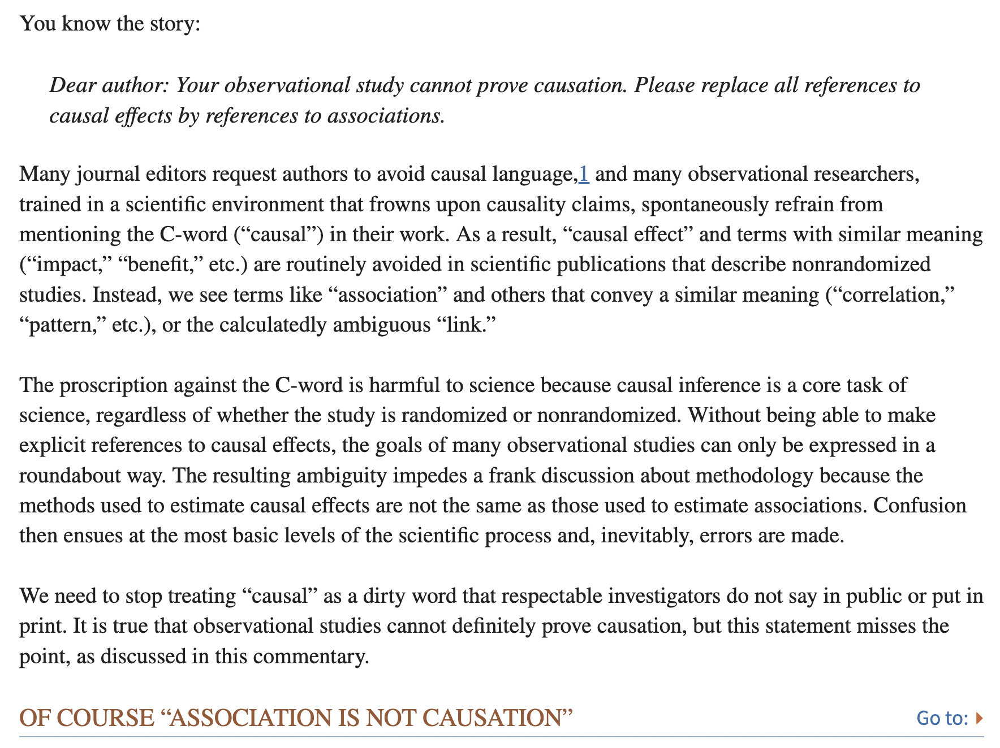 You know the story:
Dear author: Your observational study cannot prove causation. Please replace all references to
causal effects by references to associations.
Many journal editors request authors to avoid causal language,1 and many observational researchers,
trained in a scientific environment that frowns upon causality claims, spontaneously refrain from
mentioning the C-word (“causal”) in their work. As a result, “causal effect” and terms with similar meaning
(“impact,” “benefit,” etc.) are routinely avoided in scientific publications that describe nonrandomized
studies. Instead, we see terms like “association” and others that convey a similar meaning (“correlation,”
“pattern,” etc.), or the calculatedly ambiguous “link.”
The proscription against the C-word is harmful to science because causal inference is a core task of
science, regardless of whether the study is randomized or nonrandomized. Without being able to make
explicit references to causal effects, the goals of many observational studies can only be expressed in a
roundabout way. The resulting ambiguity impedes a frank discussion about methodology because the
methods used to estimate causal effects are not the same as those used to estimate associations. Confusion
then ensues at the most basic levels of the scientific process and, inevitably, errors are made.
We need to stop treating “causal” as a dirty word that respectable investigators do not say in public or put in
print. It is true that observational studies cannot definitely prove causation, but this statement misses the
point, as discussed in this commentary.
OF COURSE “ASSOCIATION IS NOT CAUSATION”
Go to: